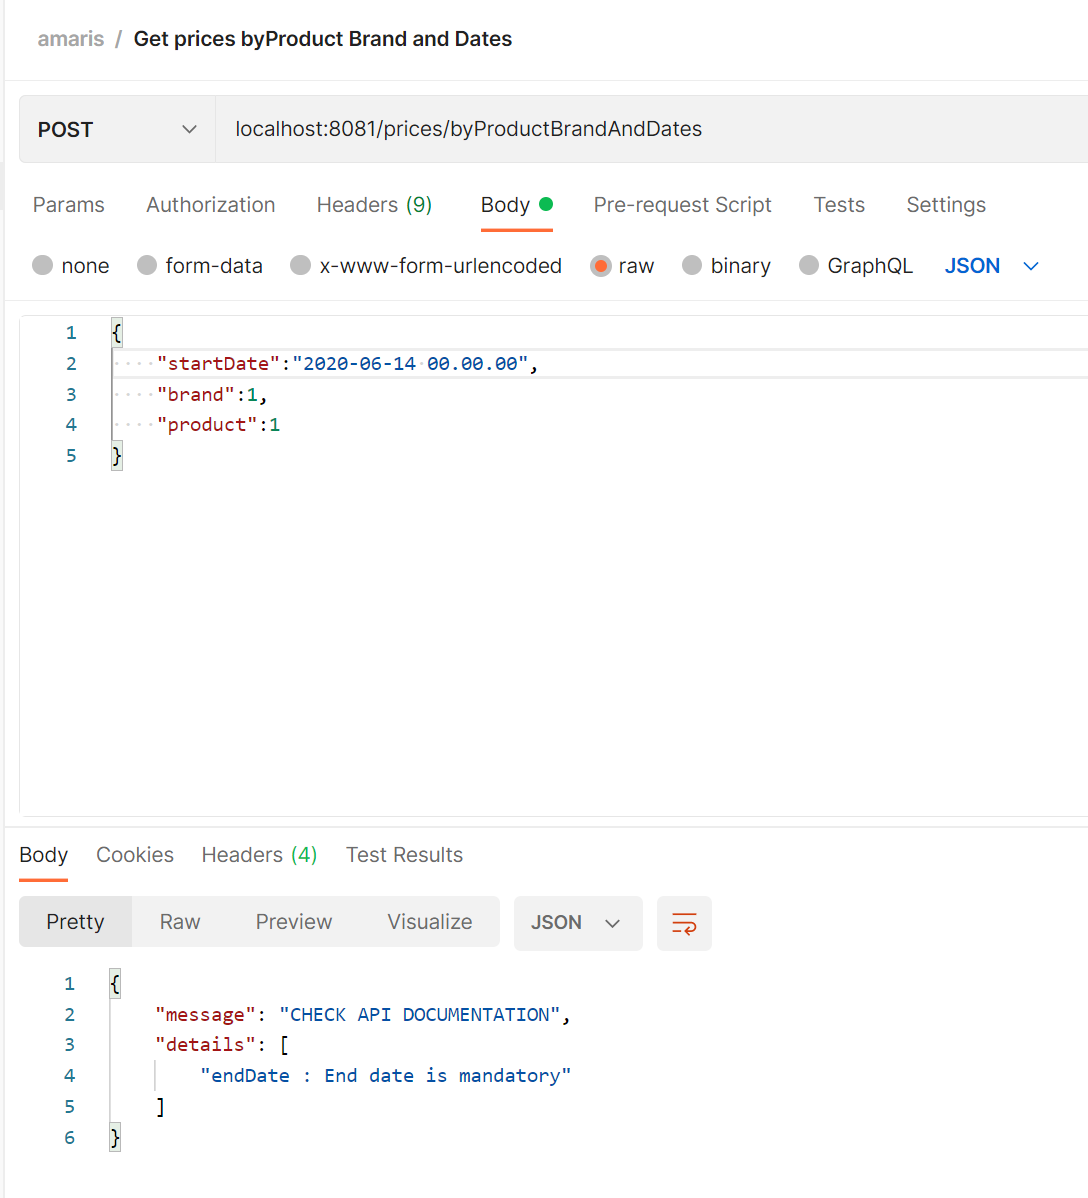 amaris / Get prices byProduct Brand and Dates
POST localhost:8081/prices/byProductBrandAndDates
Params Authorization Headers (9) Body Pre-request Script Tests Settings
none form-data x-www-form-urlencoded raw binary GraphQL JSON
1 {
2 "startDate":"2020-06-14 00.00.00",
3 "brand":1,
4 "product":1
5 }
Body Cookies Headers (4) Test Results
Pretty Raw Preview Visualize JSON
1 {
2 "message": "CHECK API DOCUMENTATION",
3 "details": [
4 "endDate : End date is mandatory"
5 ]
6 }